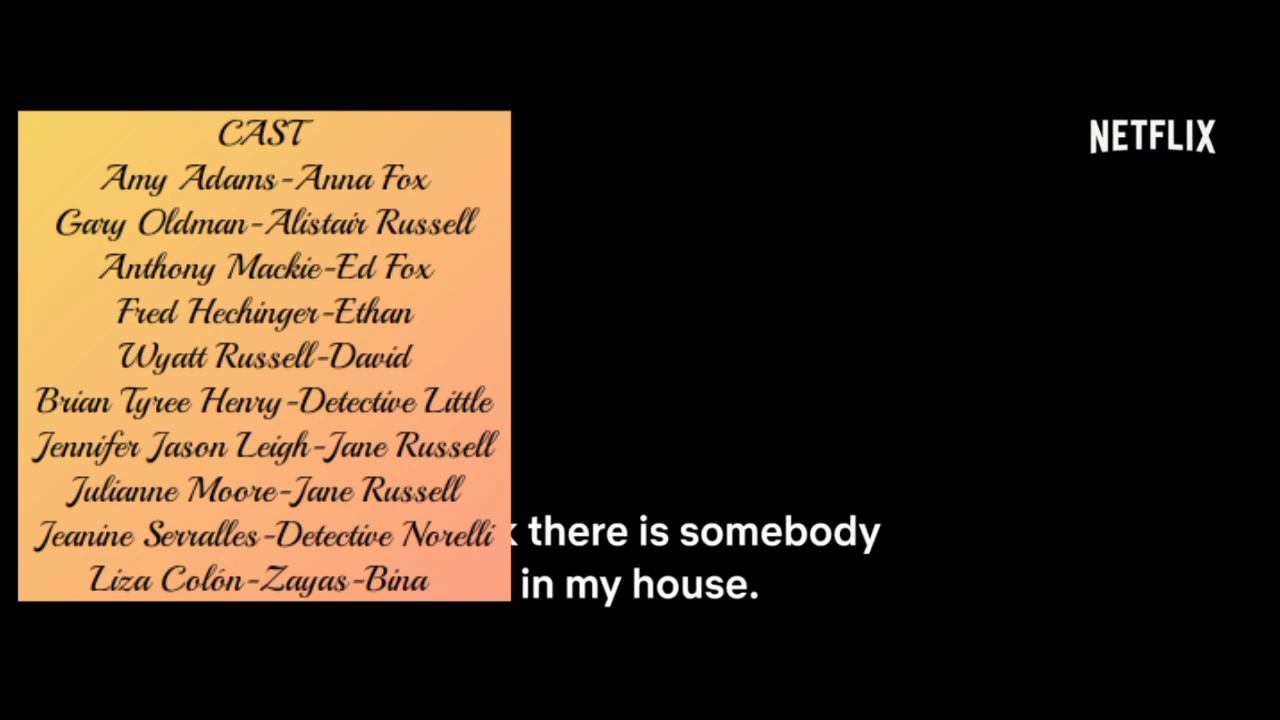 CAST
Amy Adams-Anna Fox
Gary Oldman-Alistair Russell
Anthony Mackie-Ed Fox
Fred Hechinger-Ethan
Wyatt Russell-David
Brian Tyree Henry-Detective Little
Jennifer Jason Leigh-Jane Russell
Julianne Moore-Jane Russell
Jeanine Serralles-Detective Norelli
Liza Colón-Zayas-Bina
NETFLIX
there is somebody
in my house.